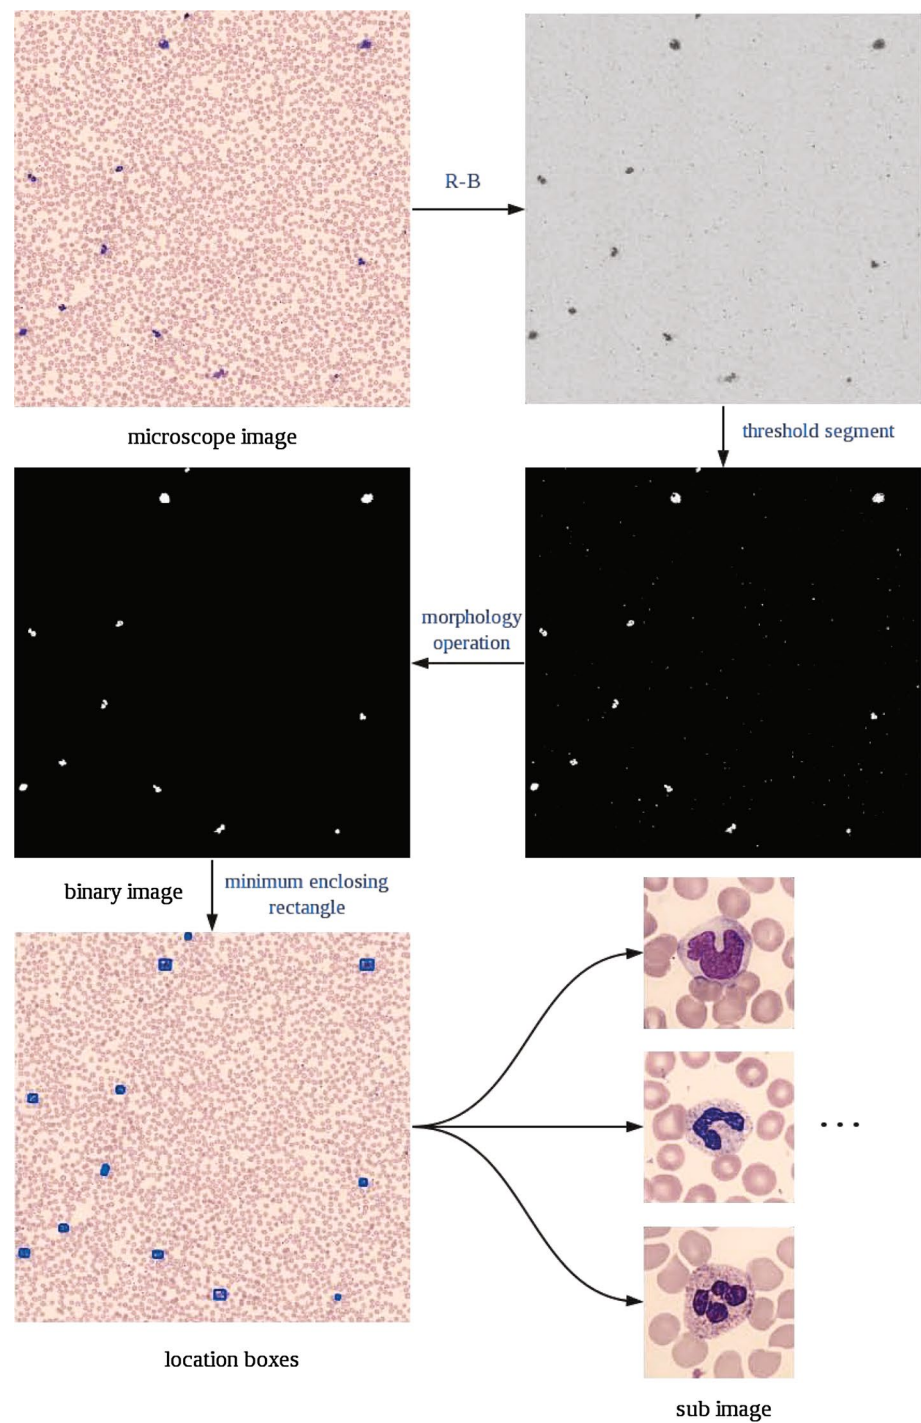 R-B
microscope image
threshold segment
morphology
operation
binary image
minimum enclosing
rectangle
...
location boxes
sub image